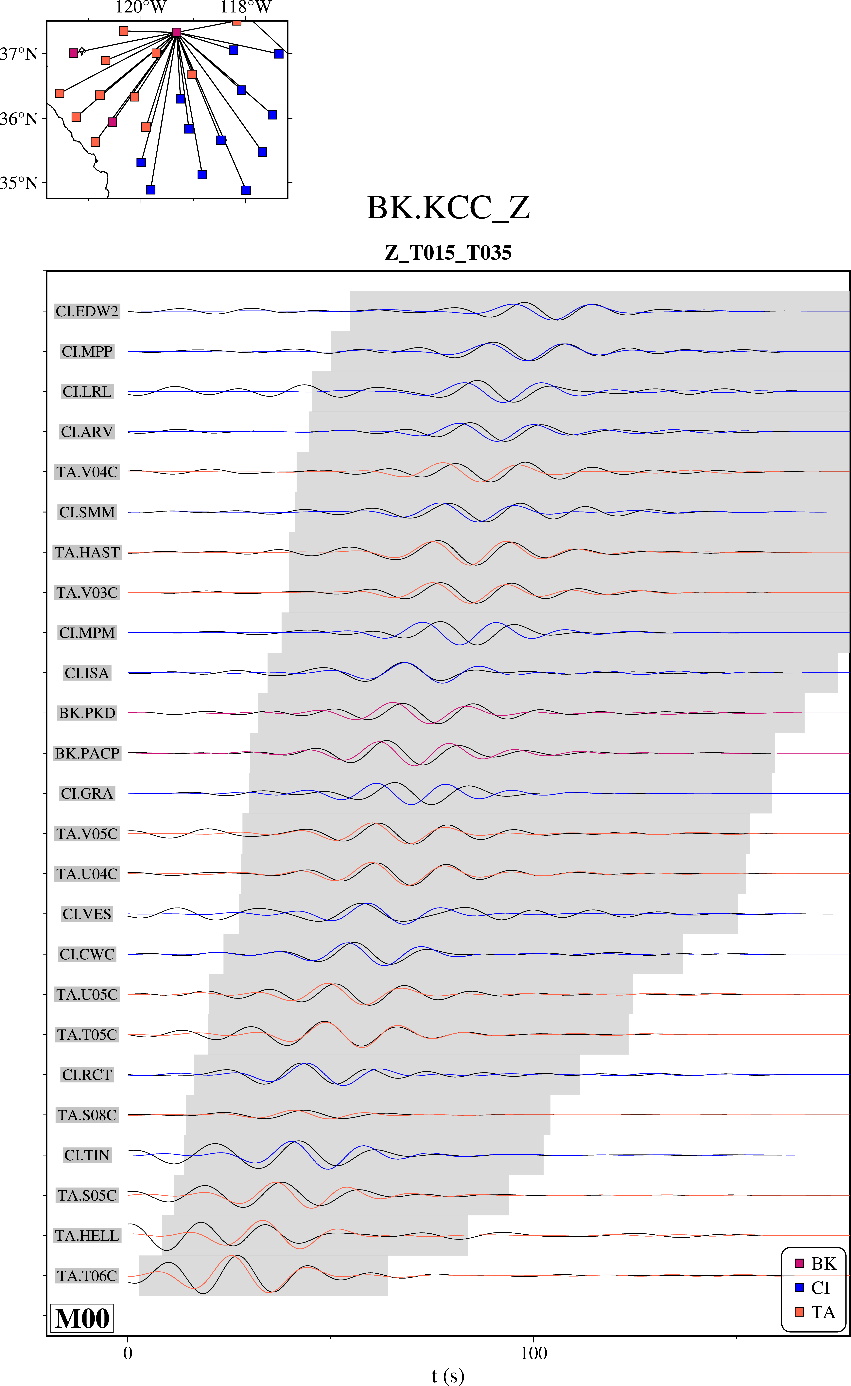 120°W 118°W
37°N
36°N
35°N
BK.KCC_Z
Z_T015_T035
CI.EDW2
CI.MPP
CI.LRL
CI.ARV
TA.V04C
CI.SMM
TA.HAST
TA.V03C
CI.MPM
CI.ISA
BK.PKD
BK.PACP
CI.GRA
TA.V05C
TA.U04C
CI.VES
CI.CWC
TA.U05C
TA.T05C
CI.RCT
TA.S08C
CI.TIN
TA.S05C
TA.HELL
TA.T06C
BK
CI
TA
M00
0 100
t (s)